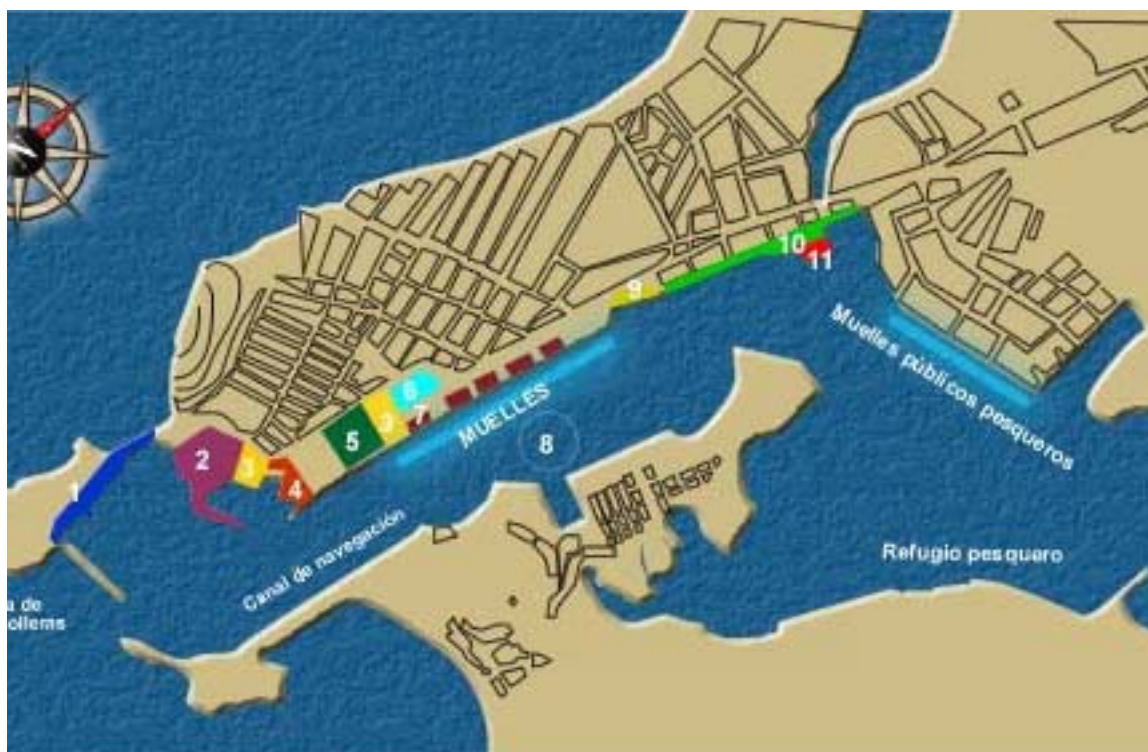 10
11
9
Muelles públicos pesqueros
6
7
3
MUELLES
5
8
2
3
4
1
Canal de navegación
Refugio pesquero
a de
ollems